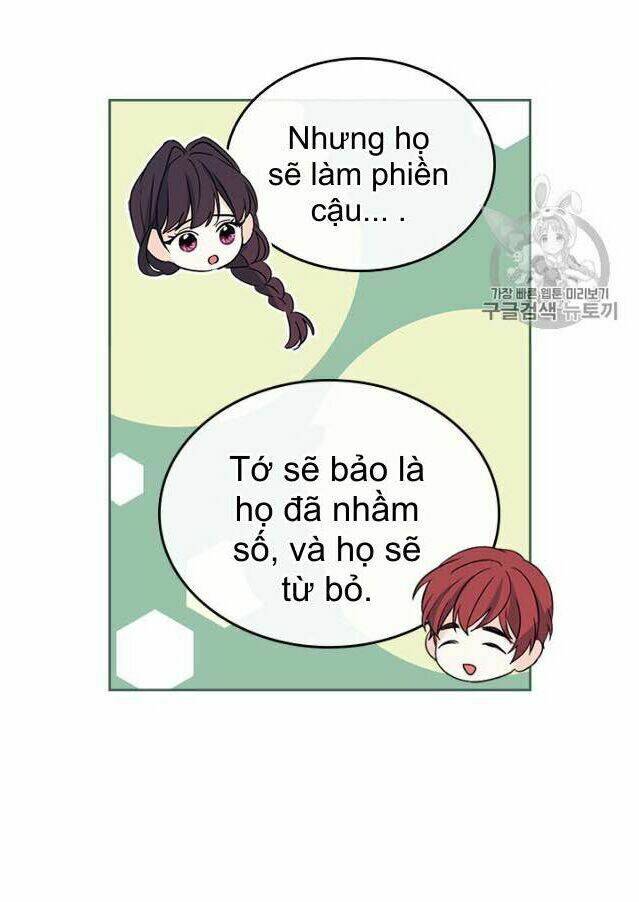 Nhưng họ
sẽ làm phiền
cậu... .
가장 빠른 웹툰 미리보기
구글검색 뉴토끼
Tớ sẽ bảo là
họ đã nhầm
số, và họ sẽ
từ bỏ.